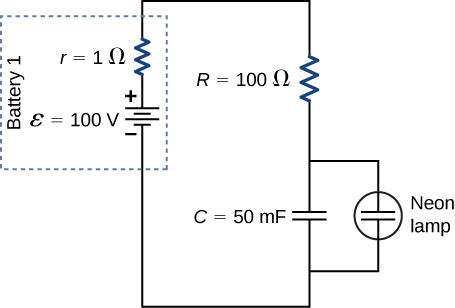 Battery 1
r = 1 Ω
+
ε = 100 V
−
R = 100 Ω
C = 50 mF
Neon
lamp